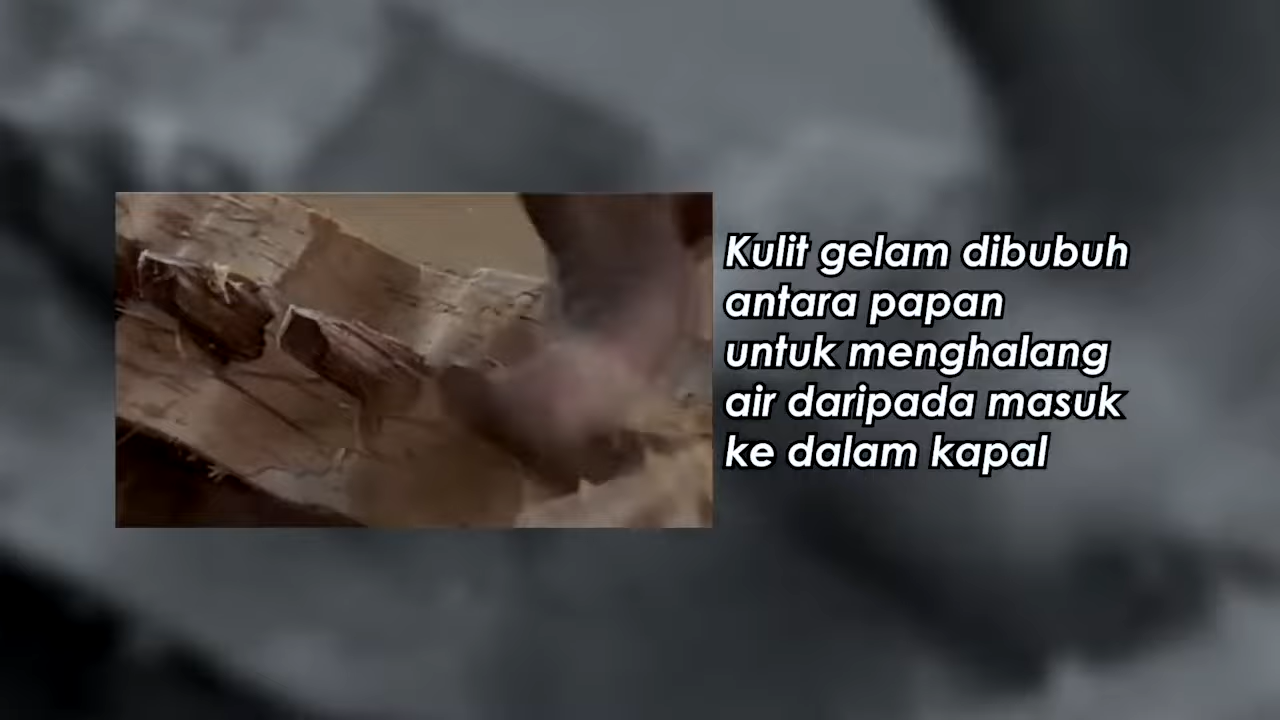 Kulit gelam dibubuh
antara papan
untuk menghalang
air daripada masuk
ke dalam kapal